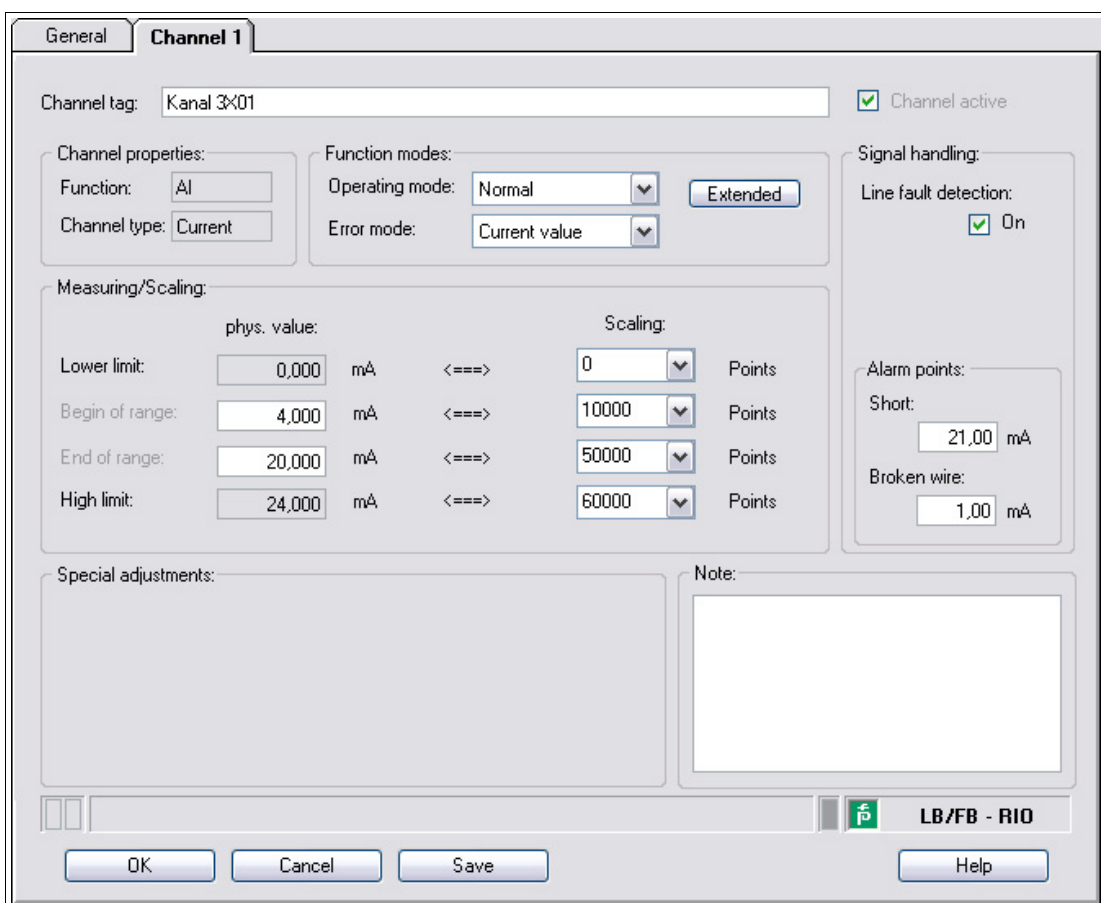 General Channel 1
Channel tag: Kanal 3X01 Channel active
Channel properties:
Function: AI
Channel type: Current
Function modes:
Operating mode: Normal Extended
Error mode: Current value
Signal handling:
Line fault detection:
On
Measuring/Scaling:
phys. value: Scaling:
Lower limit: 0,000 mA <===> 0 Points
Begin of range: 4,000 mA <===> 10000 Points
End of range: 20,000 mA <===> 50000 Points
High limit: 24,000 mA <===> 60000 Points
Alarm points:
Short:
21,00 mA
Broken wire:
1,00 mA
Special adjustments:
Note:
LB/FB - RIO
OK Cancel Save Help